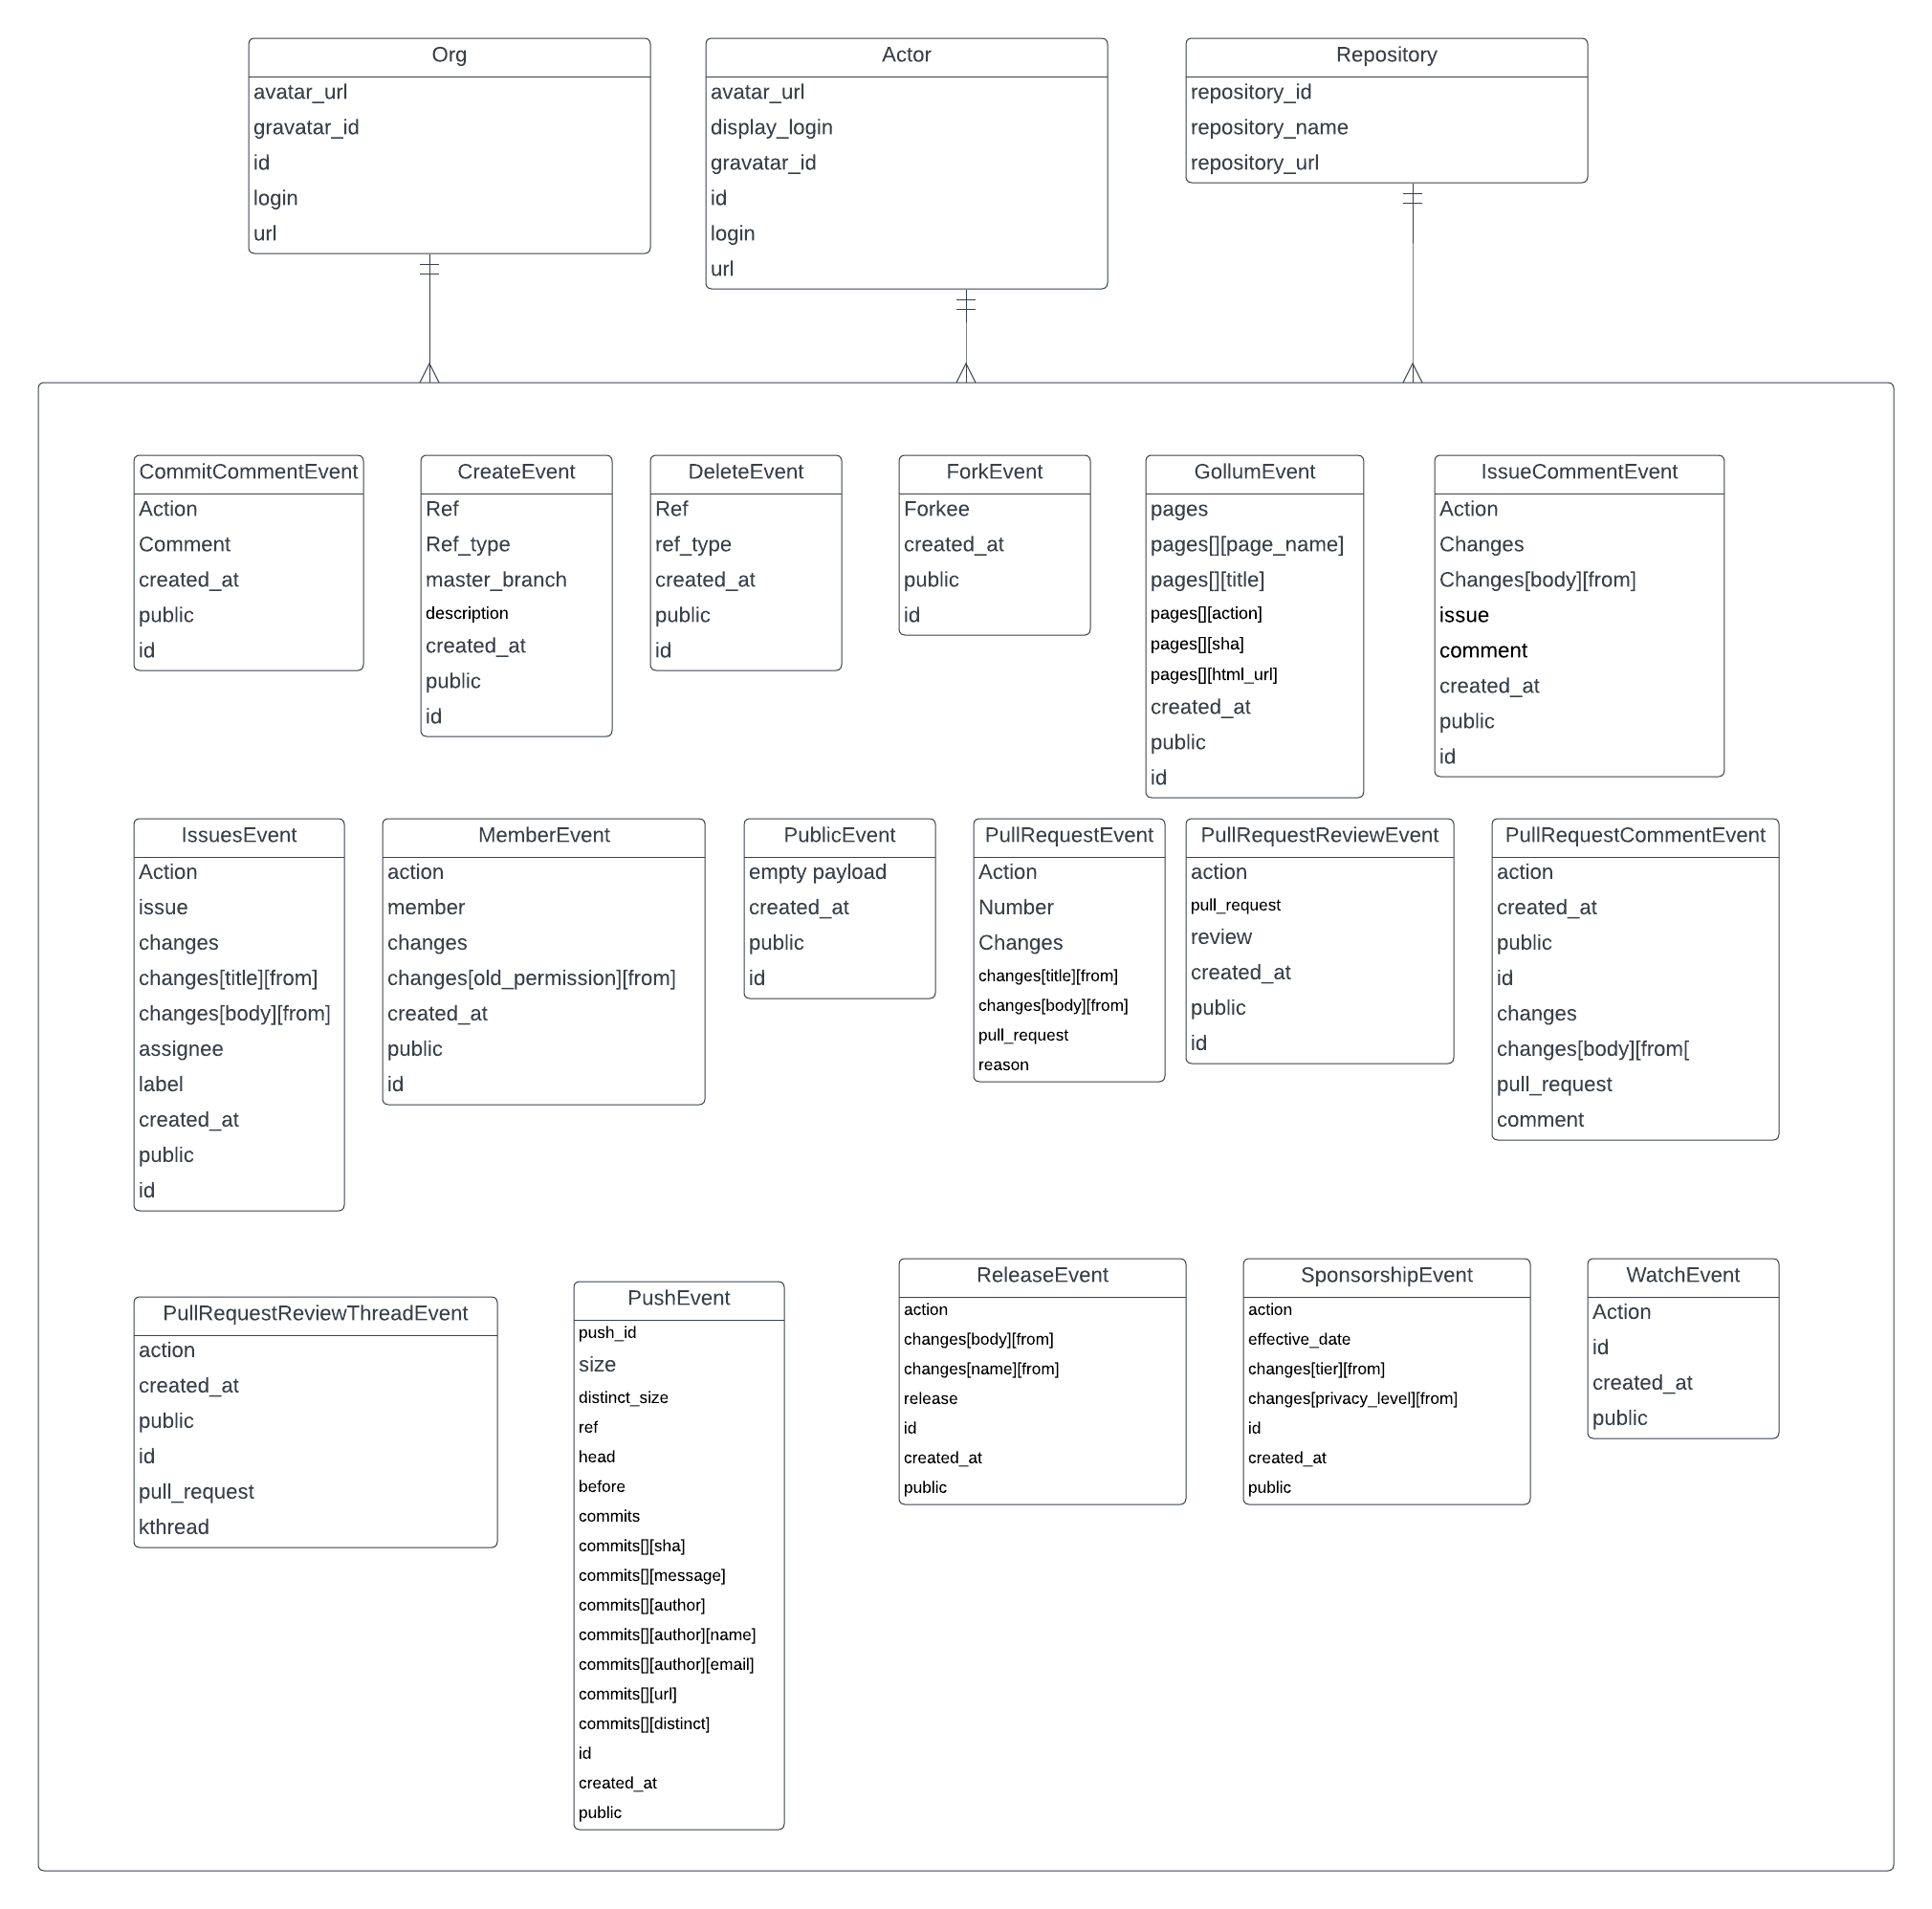 Org
avatar_url
gravatar_id
id
login
url
Actor
avatar_url
display_login
gravatar_id
id
login
url
Repository
repository_id
repository_name
repository_url
CommitCommentEvent
Action
Comment
created_at
public
id
CreateEvent
Ref
Ref_type
master_branch
description
created_at
public
id
DeleteEvent
Ref
ref_type
created_at
public
id
ForkEvent
Forkee
created_at
public
id
GollumEvent
pages
pages[][page_name]
pages[][title]
pages[][action]
pages[][sha]
pages[][html_url]
created_at
public
id
IssueCommentEvent
Action
Changes
Changes[body][from]
issue
comment
created_at
public
id
IssuesEvent
Action
issue
changes
changes[title][from]
changes[body][from]
assignee
label
created_at
public
id
MemberEvent
action
member
changes
changes[old_permission][from]
created_at
public
id
PublicEvent
empty payload
created_at
public
id
PullRequestEvent
Action
Number
Changes
changes[title][from]
changes[body][from]
pull_request
reason
PullRequestReviewEvent
action
pull_request
review
created_at
public
id
PullRequestCommentEvent
action
created_at
public
id
changes
changes[body][from[
pull_request
comment
PullRequestReviewThreadEvent
action
created_at
public
id
pull_request
kthread
PushEvent
push_id
size
distinct_size
ref
head
before
commits
commits[][sha]
commits[][message]
commits[][author]
commits[][author][name]
commits[][author][email]
commits[][url]
commits[][distinct]
id
created_at
public
ReleaseEvent
action
changes[body][from]
changes[name][from]
release
id
created_at
public
SponsorshipEvent
action
effective_date
changes[tier][from]
changes[privacy_level][from]
id
created_at
public
WatchEvent
Action
id
created_at
public